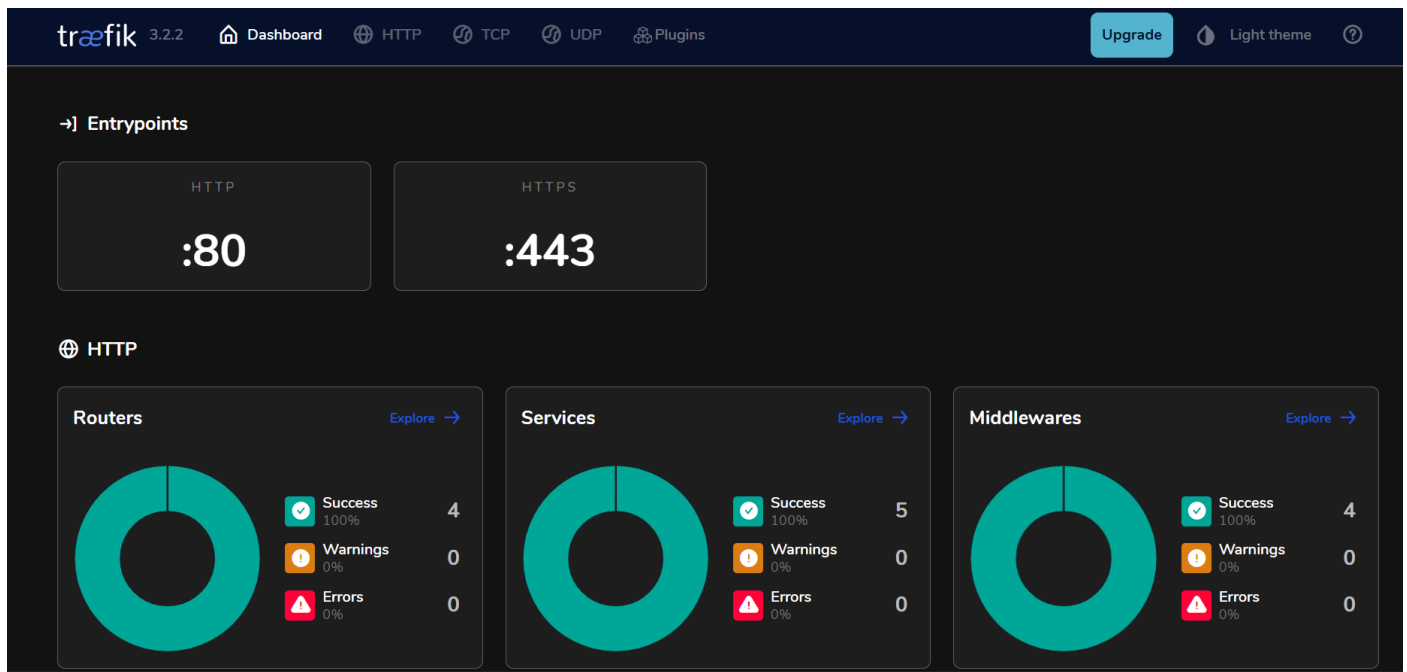 træfik 3.2.2 Dashboard HTTP TCP UDP Plugins Upgrade Light theme
Entrypoints
HTTP HTTPS
:80 :443
HTTP
Routers Explore
Success 4
100%
Warnings 0
0%
Errors 0
0%
Services Explore
Success 5
100%
Warnings 0
0%
Errors 0
0%
Middlewares Explore
Success 4
100%
Warnings 0
0%
Errors 0
0%